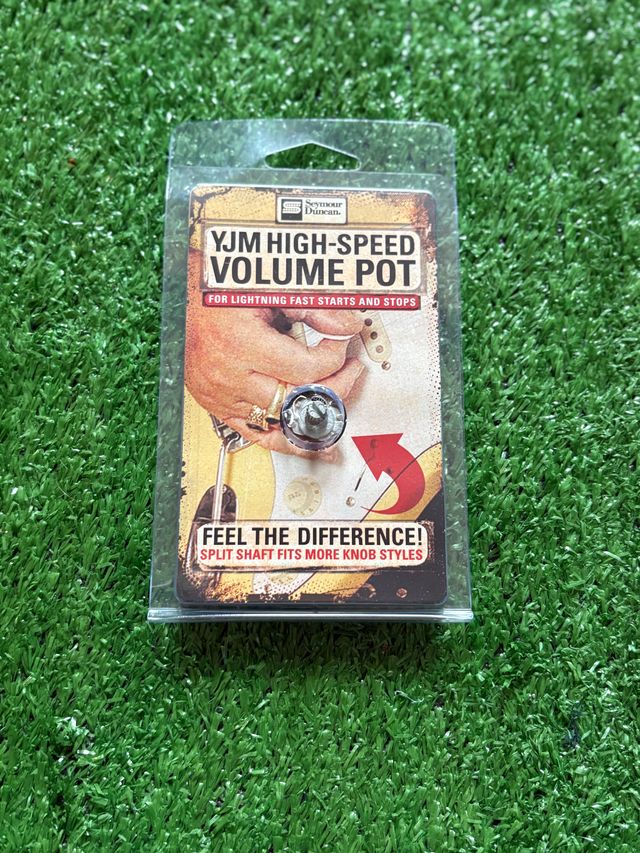 Seymour
Duncan.
YJM HIGH-SPEED
VOLUME POT
FOR LIGHTNING FAST STARTS AND STOPS
FEEL THE DIFFERENCE!
SPLIT SHAFT FITS MORE KNOB STYLES